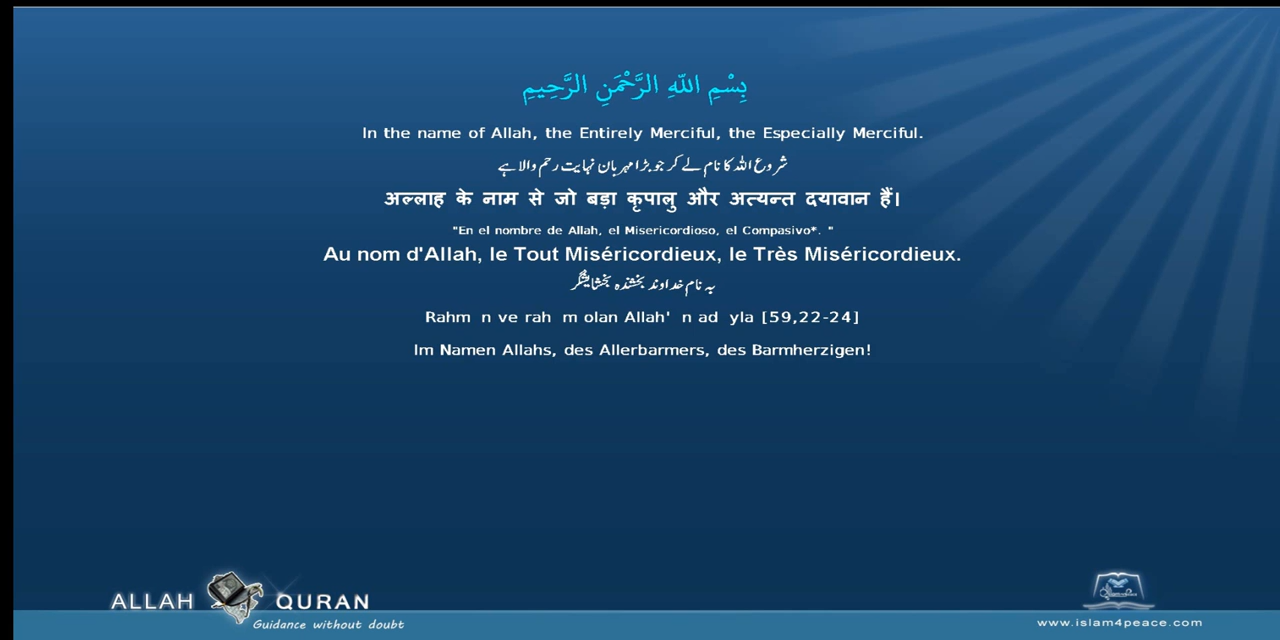 بِسْمِ اللَّهِ الرَّحْمَنِ الرَّحِيمِ
In the name of Allah, the Entirely Merciful, the Especially Merciful.
شروع الله کا نام لے کر جو بڑا مہربان نہایت رحم والا ہے
अल्लाह के नाम से जो बड़ा कृपालु और अत्यन्त दयावान हैं।
"En el nombre de Allah, el Misericordioso, el Compasivo*. "
Au nom d'Allah, le Tout Miséricordieux, le Très Miséricordieux.
به نام خداوند بخشنده بخشایشگر
Rahm n ve rah m olan Allah' n ad yla [59,22-24]
Im Namen Allahs, des Allerbarmers, des Barmherzigen!
ALLAH QURAN
Guidance without doubt
www.islam4peace.com